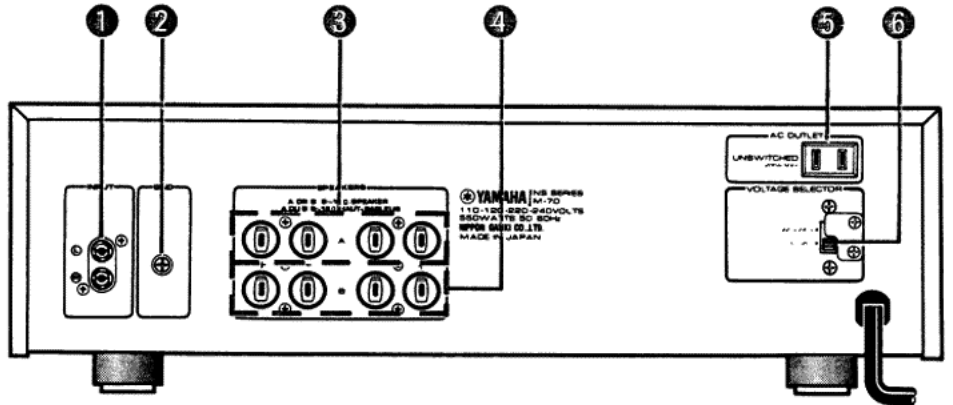 1 2 3 4 5 6
AC OUTLET
UNSWITCHED
INPUT
GND
SPEAKERS
VOLTAGE SELECTOR
A OR B 8~16Ω SPEAKER
YAMAHA NS SERIES
M-70
110-120-220-240VOLTS
550WATTS 50 60Hz
NIPPON GAKKI CO.,LTD.
MADE IN JAPAN
L
R
A
B
+ - - +